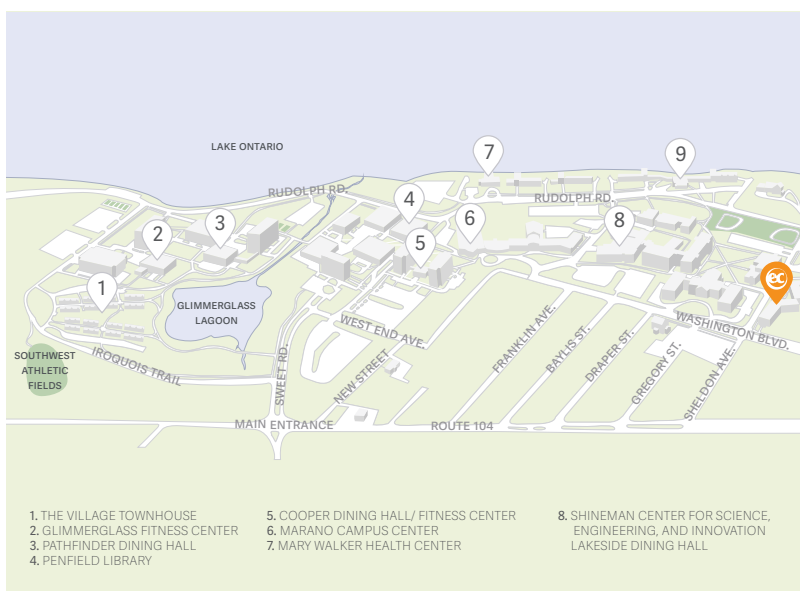 LAKE ONTARIO
7
9
RUDOLPH RD.
RUDOLPH RD.
4
3
6
8
2
5
ec
1
GLIMMERGLASS
LAGOON
WEST END AVE.
WASHINGTON BLVD.
FRANKLIN AVE.
BAYLIS ST.
DRAPER ST.
SOUTHWEST
ATHLETIC
FIELDS
IROQUOIS TRAIL
SWEET RD.
NEW STREET
GREGORY ST.
SHELDON AVE.
MAIN ENTRANCE
ROUTE 104
1. THE VILLAGE TOWNHOUSE
2. GLIMMERGLASS FITNESS CENTER
3. PATHFINDER DINING HALL
4. PENFIELD LIBRARY
5. COOPER DINING HALL/ FITNESS CENTER
6. MARANO CAMPUS CENTER
7. MARY WALKER HEALTH CENTER
8. SHINEMAN CENTER FOR SCIENCE,
ENGINEERING, AND INNOVATION
LAKESIDE DINING HALL